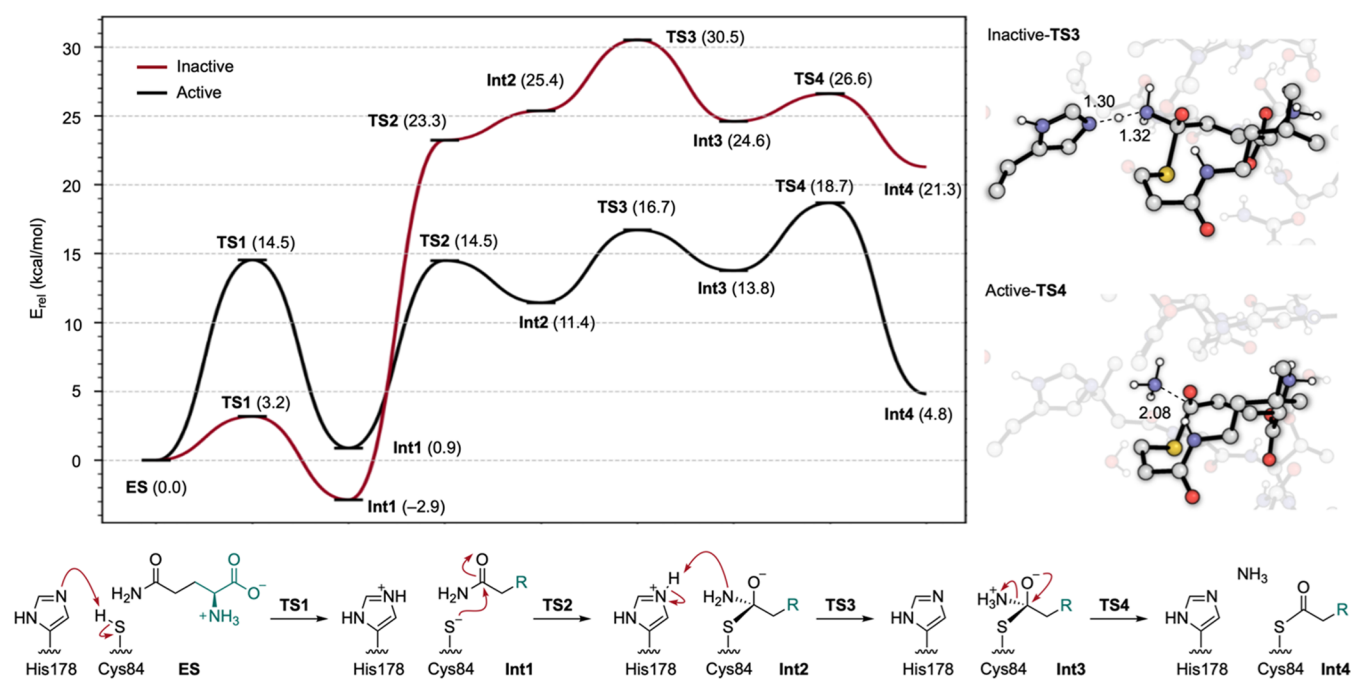 30
25
20
15
10
5
0
E_rel (kcal/mol)
Inactive
Active
TS3 (30.5)
Int2 (25.4)
TS4 (26.6)
TS2 (23.3)
Int3 (24.6)
Int4 (21.3)
TS4 (18.7)
TS3 (16.7)
TS1 (14.5)
TS2 (14.5)
Int3 (13.8)
Int2 (11.4)
TS1 (3.2)
Int4 (4.8)
Int1 (0.9)
ES (0.0)
Int1 (–2.9)
Inactive-TS3
1.30
1.32
Active-TS4
2.08
N
HN
H
S
H₂N
O
O
O⁻
⁺NH₃
His178
Cys84
ES
TS1
⁺NH
HN
O
H₂N
R
S⁻
His178
Cys84
Int1
TS2
⁺N
H
HN
H₂N
O⁻
R
S
His178
Cys84
Int2
TS3
N
HN
H₃N⁺
O⁻
R
S
His178
Cys84
Int3
TS4
N
HN
NH₃
O
S
R
His178
Cys84
Int4